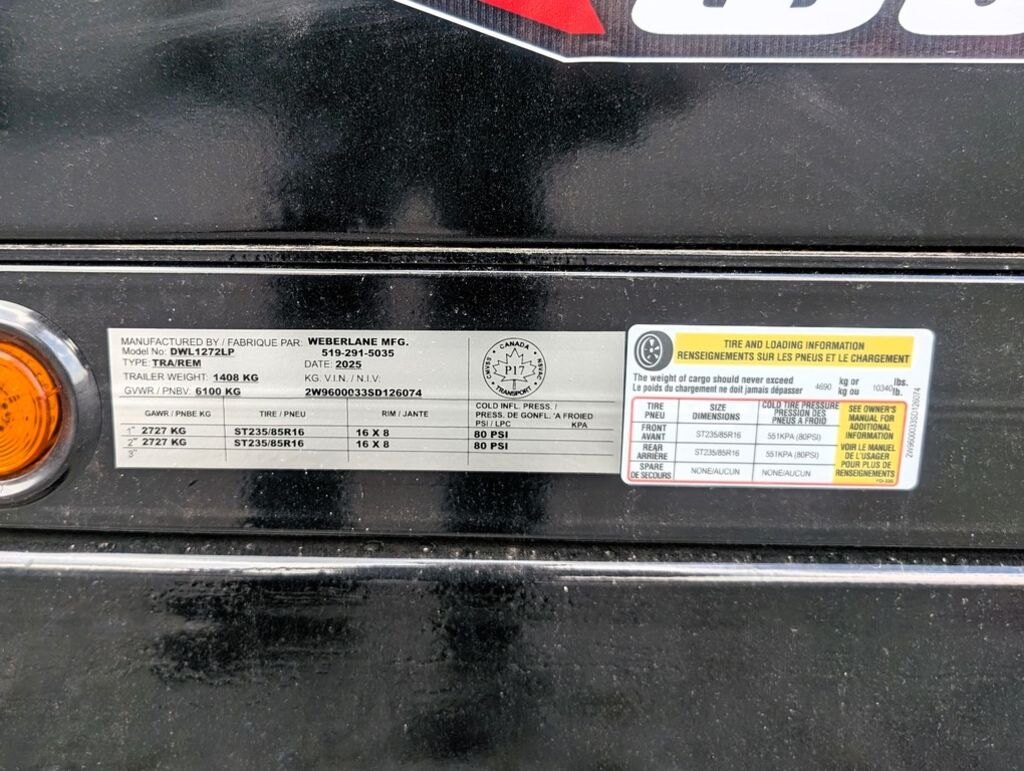 MANUFACTURED BY / FABRIQUE PAR: WEBERLANE MFG.
Model No: DWL1272LP 519-291-5035
TYPE: TRA/REM DATE: 2025
TRAILER WEIGHT: 1408 KG KG. V.I.N. / N.I.V:
GVWR / PNBV: 6100 KG 2W9600033SD126074
CANADA
P17
TRANSPORT
GAWR / PNBE KG TIRE / PNEU RIM / JANTE COLD INFL. PRESS. /
PRESS. DE GONFL. 'A FROIED
PSI / LPC KPA
1" 2727 KG ST235/85R16 16 X 8 80 PSI
2" 2727 KG ST235/85R16 16 X 8 80 PSI
3"
TIRE AND LOADING INFORMATION
RENSEIGNEMENTS SUR LES PNEUS ET LE CHARGEMENT
The weight of cargo should never exceed 4690 kg or 10340 lbs.
Le poids du chargement ne doit jamais dépasser kg ou lb.
TIRE
PNEU
SIZE
DIMENSIONS
COLD TIRE PRESSURE
PRESSION DES
PNEUS A FROID
FRONT
AVANT
ST235/85R16 551KPA (80PSI)
REAR
ARRIÈRE
ST235/85R16 551KPA (80PSI)
SPARE
DE SECOURS
NONE/AUCUN NONE/AUCUN
SEE OWNER'S
MANUAL FOR
ADDITIONAL
INFORMATION
VOIR LE MANUEL
DE L'USAGER
POUR PLUS DE
RENSEIGNEMENTS
2W9600033SD126074